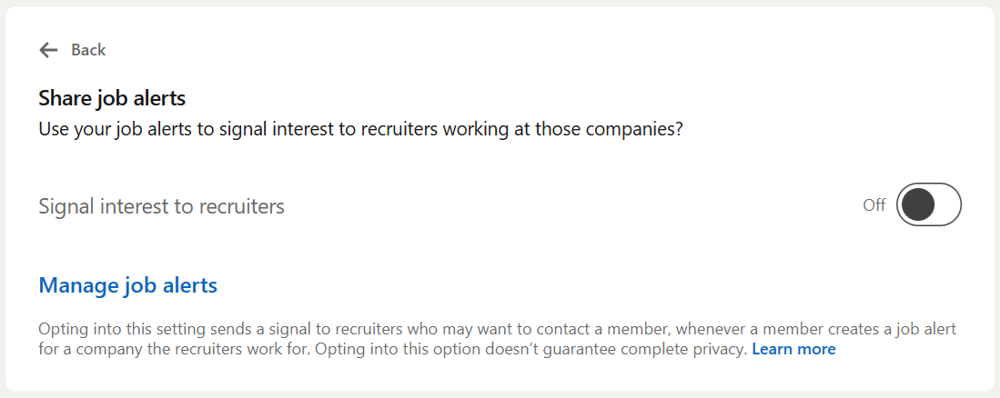 Back
Share job alerts
Use your job alerts to signal interest to recruiters working at those companies?
Signal interest to recruiters
Off
Manage job alerts
Opting into this setting sends a signal to recruiters who may want to contact a member, whenever a member creates a job alert
for a company the recruiters work for. Opting into this option doesn’t guarantee complete privacy. Learn more